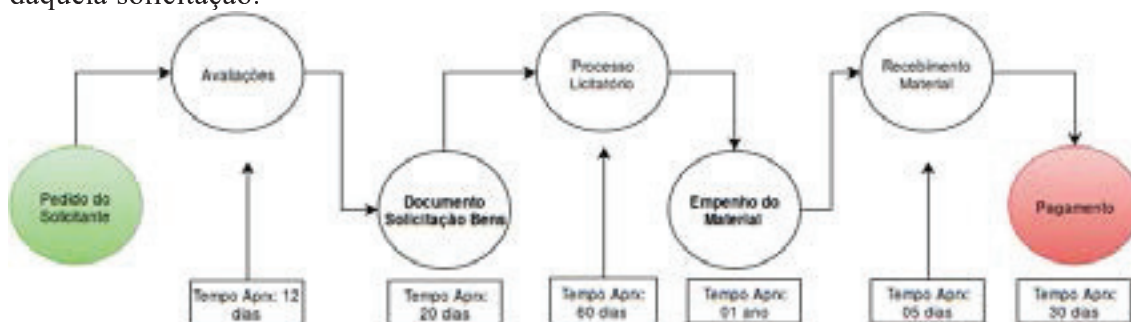 daquela solicitação.
Avaliações
Processo
Licitatório
Recebimento
Material
Pedido do
Solicitante
Documento
Solicitação Bens
Empenho do
Material
Pagamento
Tempo Aprx: 12
dias
Tempo Aprx:
20 dias
Tempo Aprx:
60 dias
Tempo Aprx:
01 ano
Tempo Aprx:
05 dias
Tempo Aprx:
30 dias